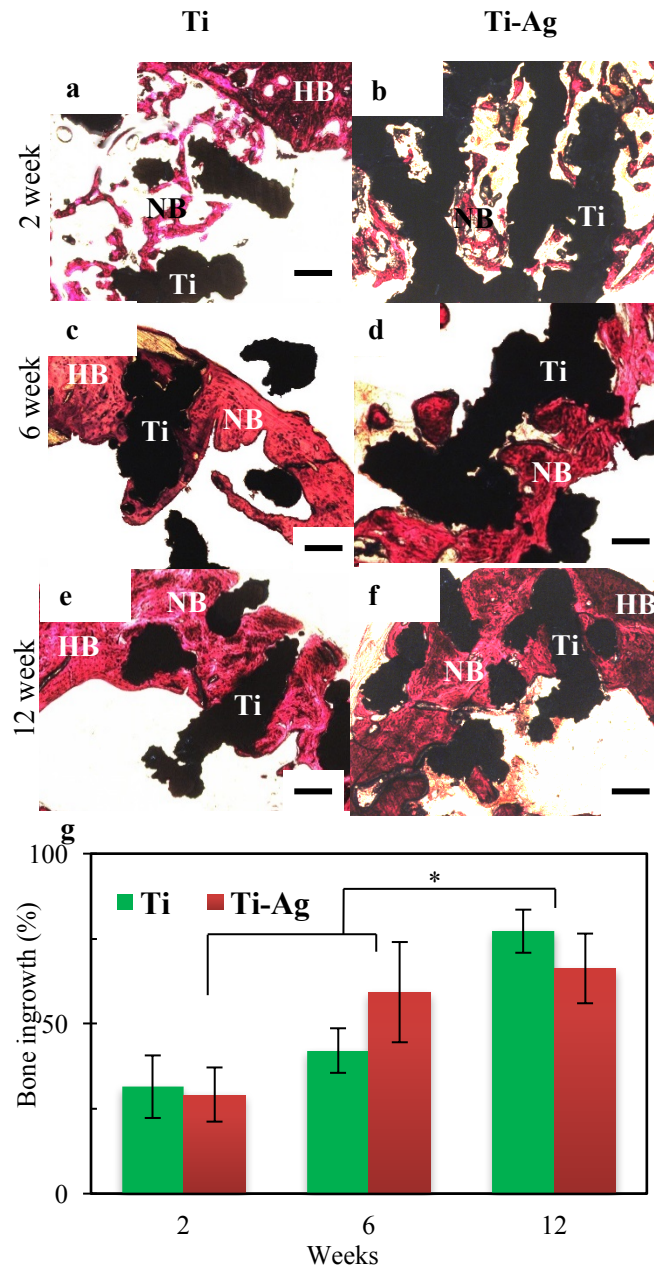 Ti Ti-Ag
2 week
a
HB
NB
Ti
b
NB
Ti
6 week
c
HB
Ti
NB
d
Ti
NB
12 week
e
NB
HB
Ti
f
HB
Ti
NB
g
Bone ingrowth (%)
100
50
0
Ti Ti-Ag
*
2 6 12
Weeks